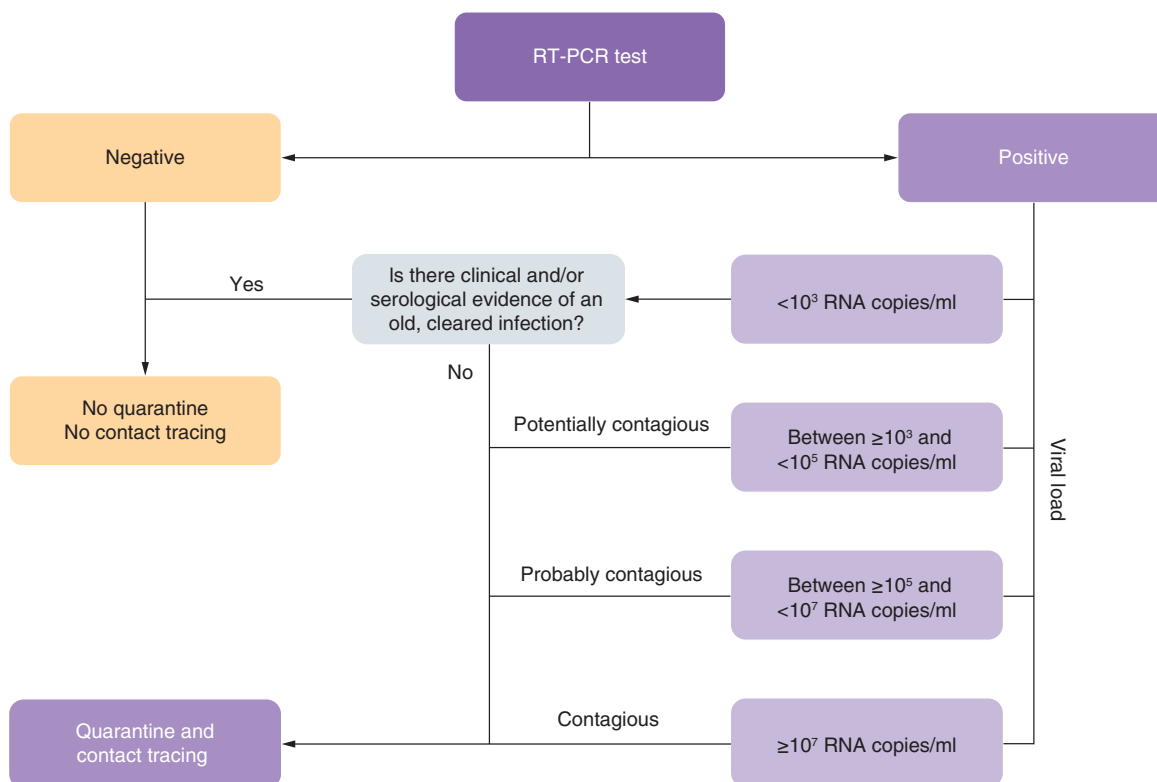 RT-PCR test
Negative
Positive
Yes
Is there clinical and/or
serological evidence of an
old, cleared infection?
<10³ RNA copies/ml
No
No quarantine
No contact tracing
Potentially contagious
Between ≥10³ and
<10⁵ RNA copies/ml
Viral load
Probably contagious
Between ≥10⁵ and
<10⁷ RNA copies/ml
Quarantine and
contact tracing
Contagious
≥10⁷ RNA copies/ml